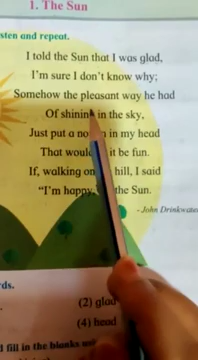 1. The Sun
sten and repeat.
I told the Sun that I was glad,
I'm sure I don't know why;
Somehow the pleasant way he had
Of shining in the sky,
Just put a no in my head
That would it be fun.
If, walking on hill, I said
"I'm happy, the Sun.
- John Drinkwate
rds.
(2) glad
(4) head
fill in the blanks